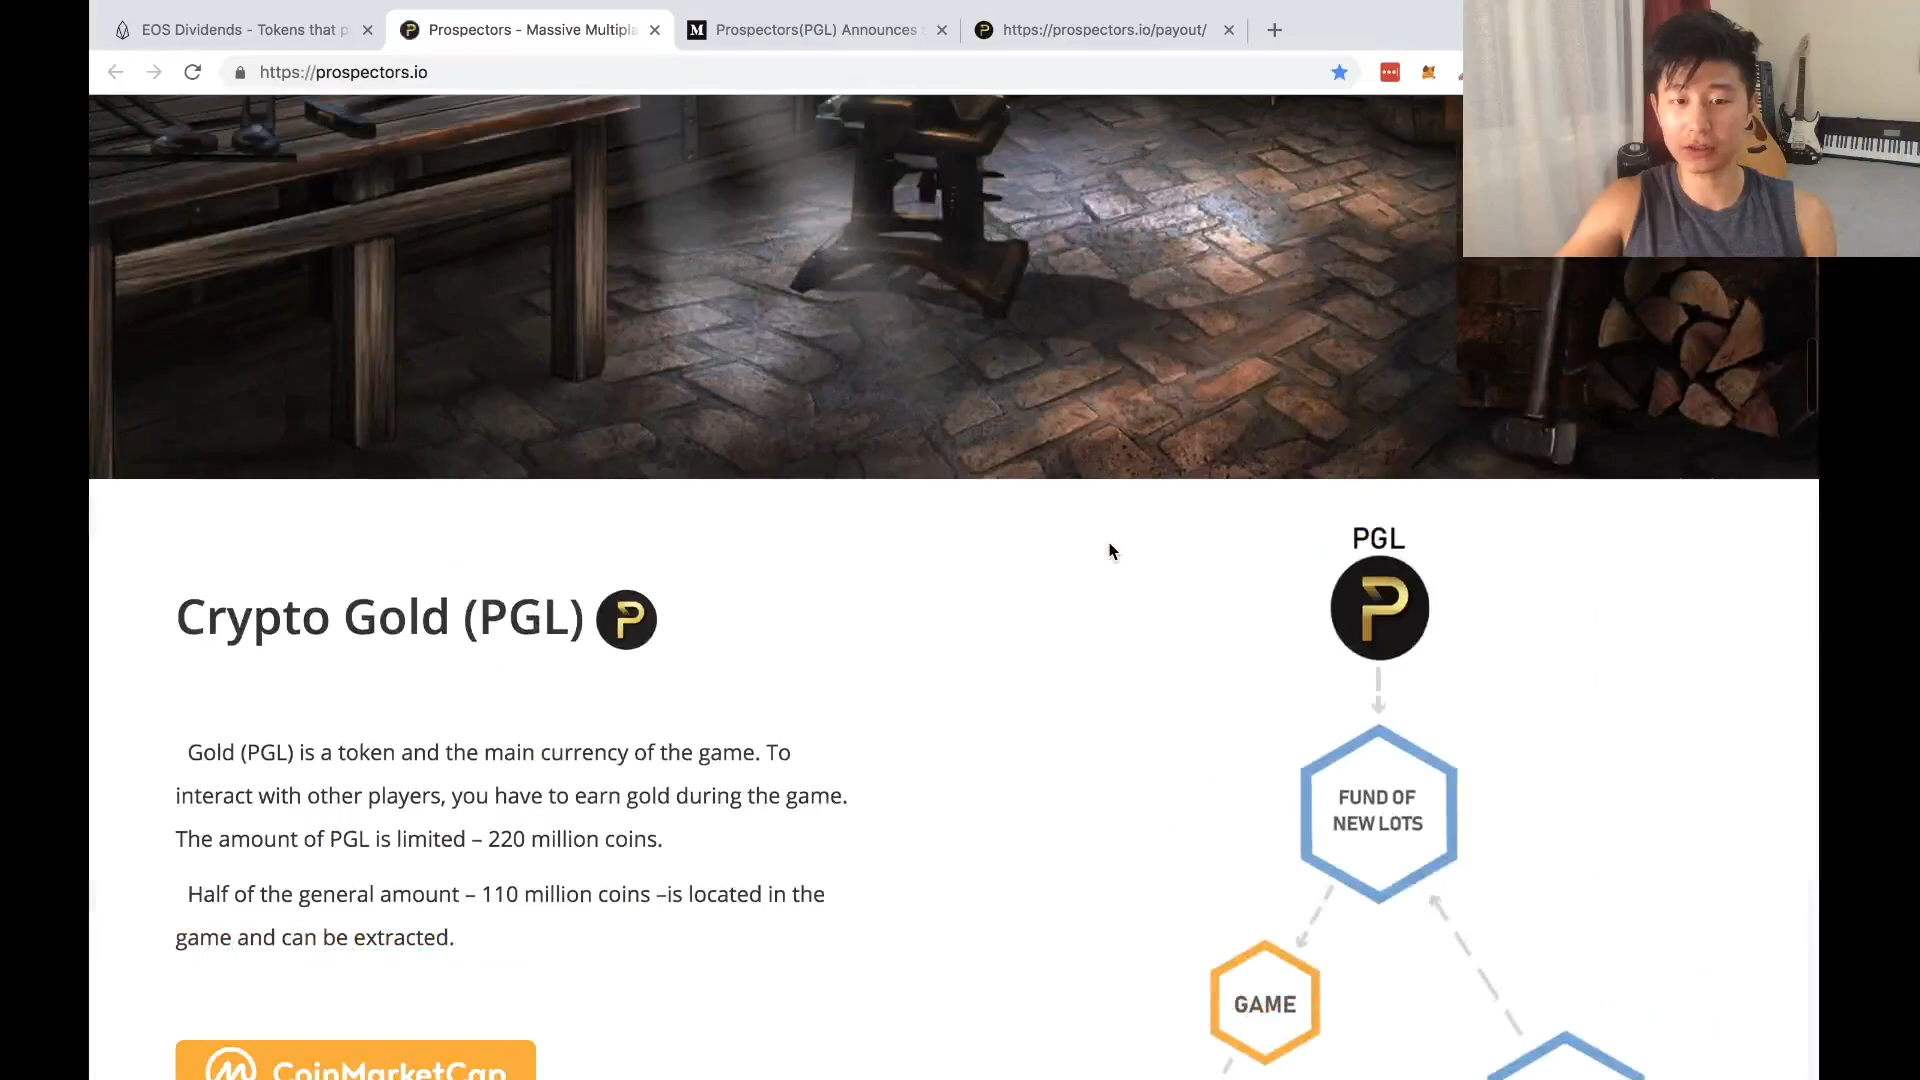 EOS Dividends - Tokens that p
Prospectors - Massive Multipla
Prospectors(PGL) Announces
https://prospectors.io/payout/
https://prospectors.io
PGL
Crypto Gold (PGL)
Gold (PGL) is a token and the main currency of the game. To
interact with other players, you have to earn gold during the game.
The amount of PGL is limited – 220 million coins.
Half of the general amount – 110 million coins –is located in the
game and can be extracted.
FUND OF
NEW LOTS
GAME
CoinMarketCap